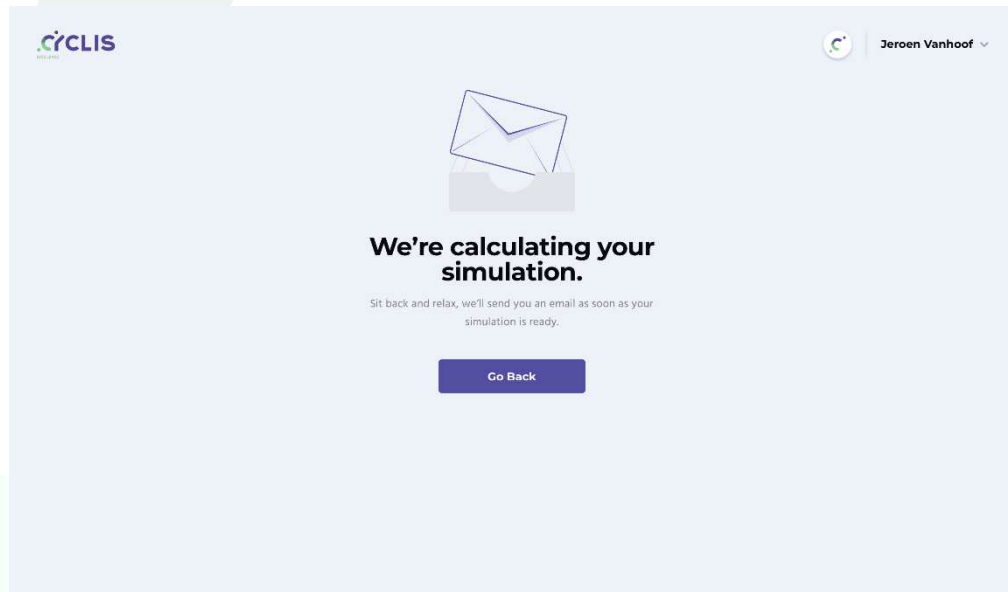 CYCLIS
Jeroen Vanhoof
We're calculating your
simulation.
Sit back and relax, we'll send you an email as soon as your
simulation is ready.
Go Back